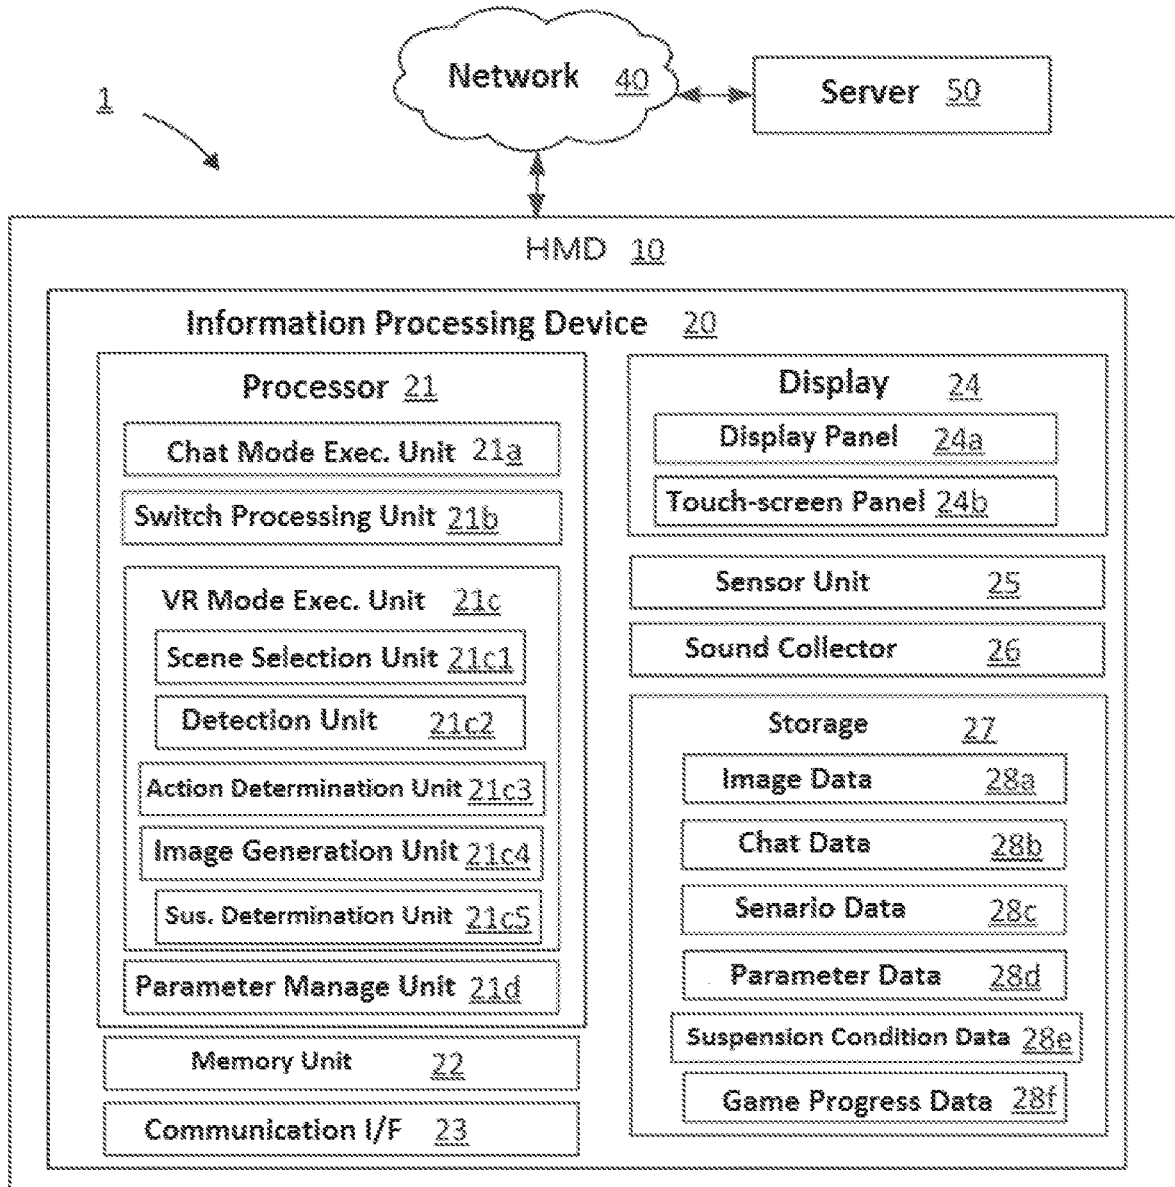 Network 40
Server 50
1
HMD 10
Information Processing Device 20
Processor 21
Chat Mode Exec. Unit 21a
Switch Processing Unit 21b
VR Mode Exec. Unit 21c
Scene Selection Unit 21c1
Detection Unit 21c2
Action Determination Unit 21c3
Image Generation Unit 21c4
Sus. Determination Unit 21c5
Parameter Manage Unit 21d
Memory Unit 22
Communication I/F 23
Display 24
Display Panel 24a
Touch-screen Panel 24b
Sensor Unit 25
Sound Collector 26
Storage 27
Image Data 28a
Chat Data 28b
Senario Data 28c
Parameter Data 28d
Suspension Condition Data 28e
Game Progress Data 28f